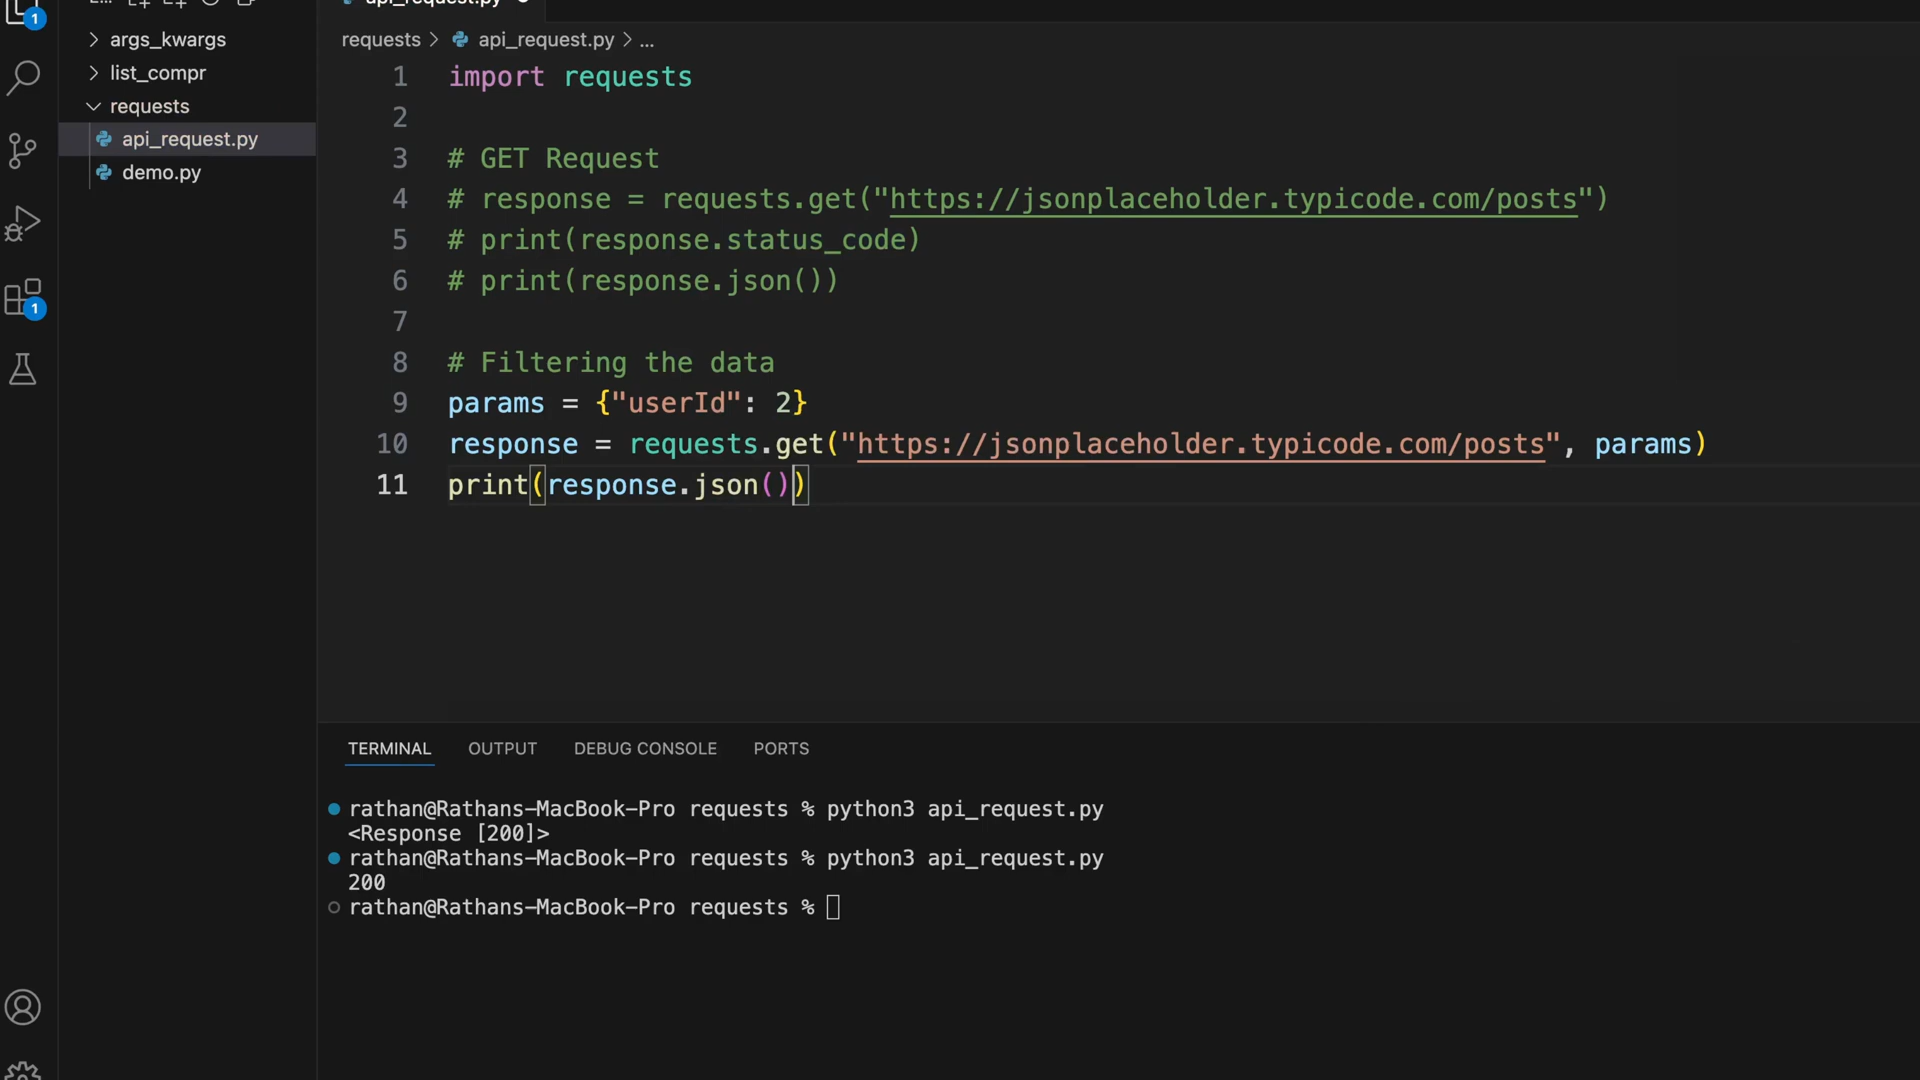 1
api_request.py
args_kwargs
list_compr
requests
api_request.py
demo.py
1
requests > api_request.py > ...
1 import requests
2
3 # GET Request
4 # response = requests.get("https://jsonplaceholder.typicode.com/posts")
5 # print(response.status_code)
6 # print(response.json())
7
8 # Filtering the data
9 params = {"userId": 2}
10 response = requests.get("https://jsonplaceholder.typicode.com/posts", params)
11 print(response.json())
TERMINAL OUTPUT DEBUG CONSOLE PORTS
rathan@Rathans-MacBook-Pro requests % python3 api_request.py
<Response [200]>
rathan@Rathans-MacBook-Pro requests % python3 api_request.py
200
rathan@Rathans-MacBook-Pro requests %